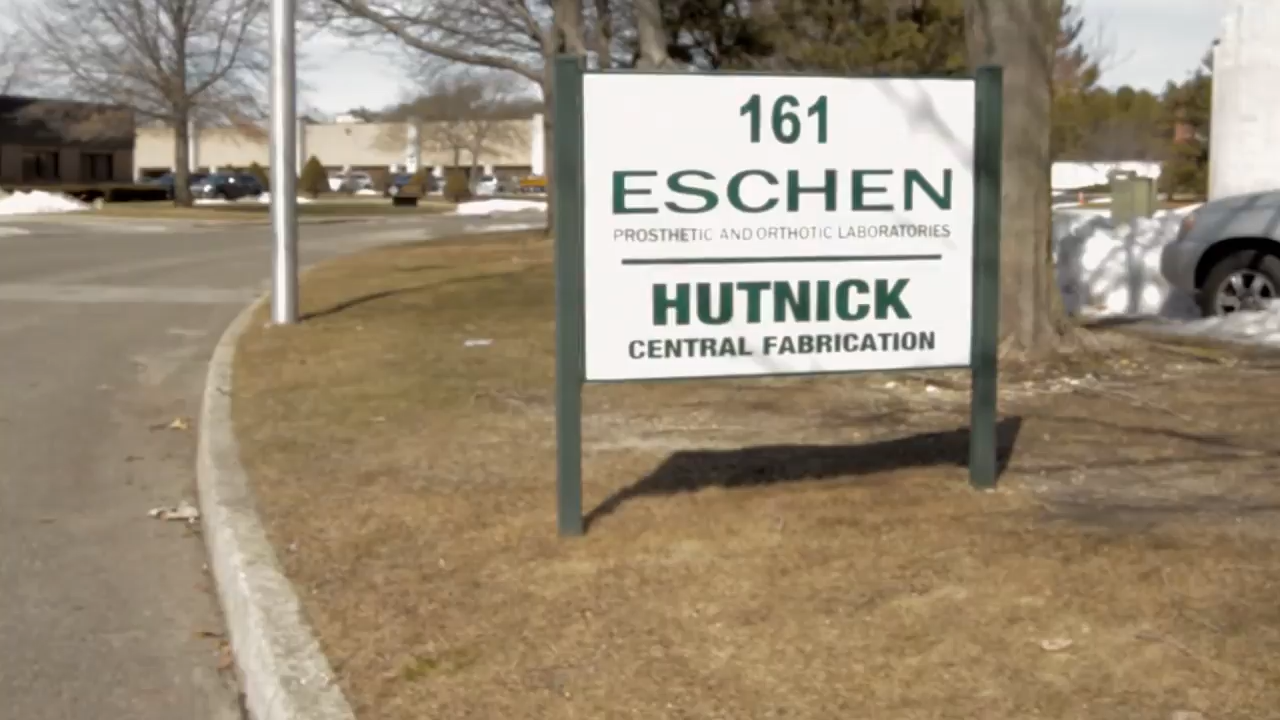 161
ESCHEN
PROSTHETIC AND ORTHOTIC LABORATORIES
HUTNICK
CENTRAL FABRICATION